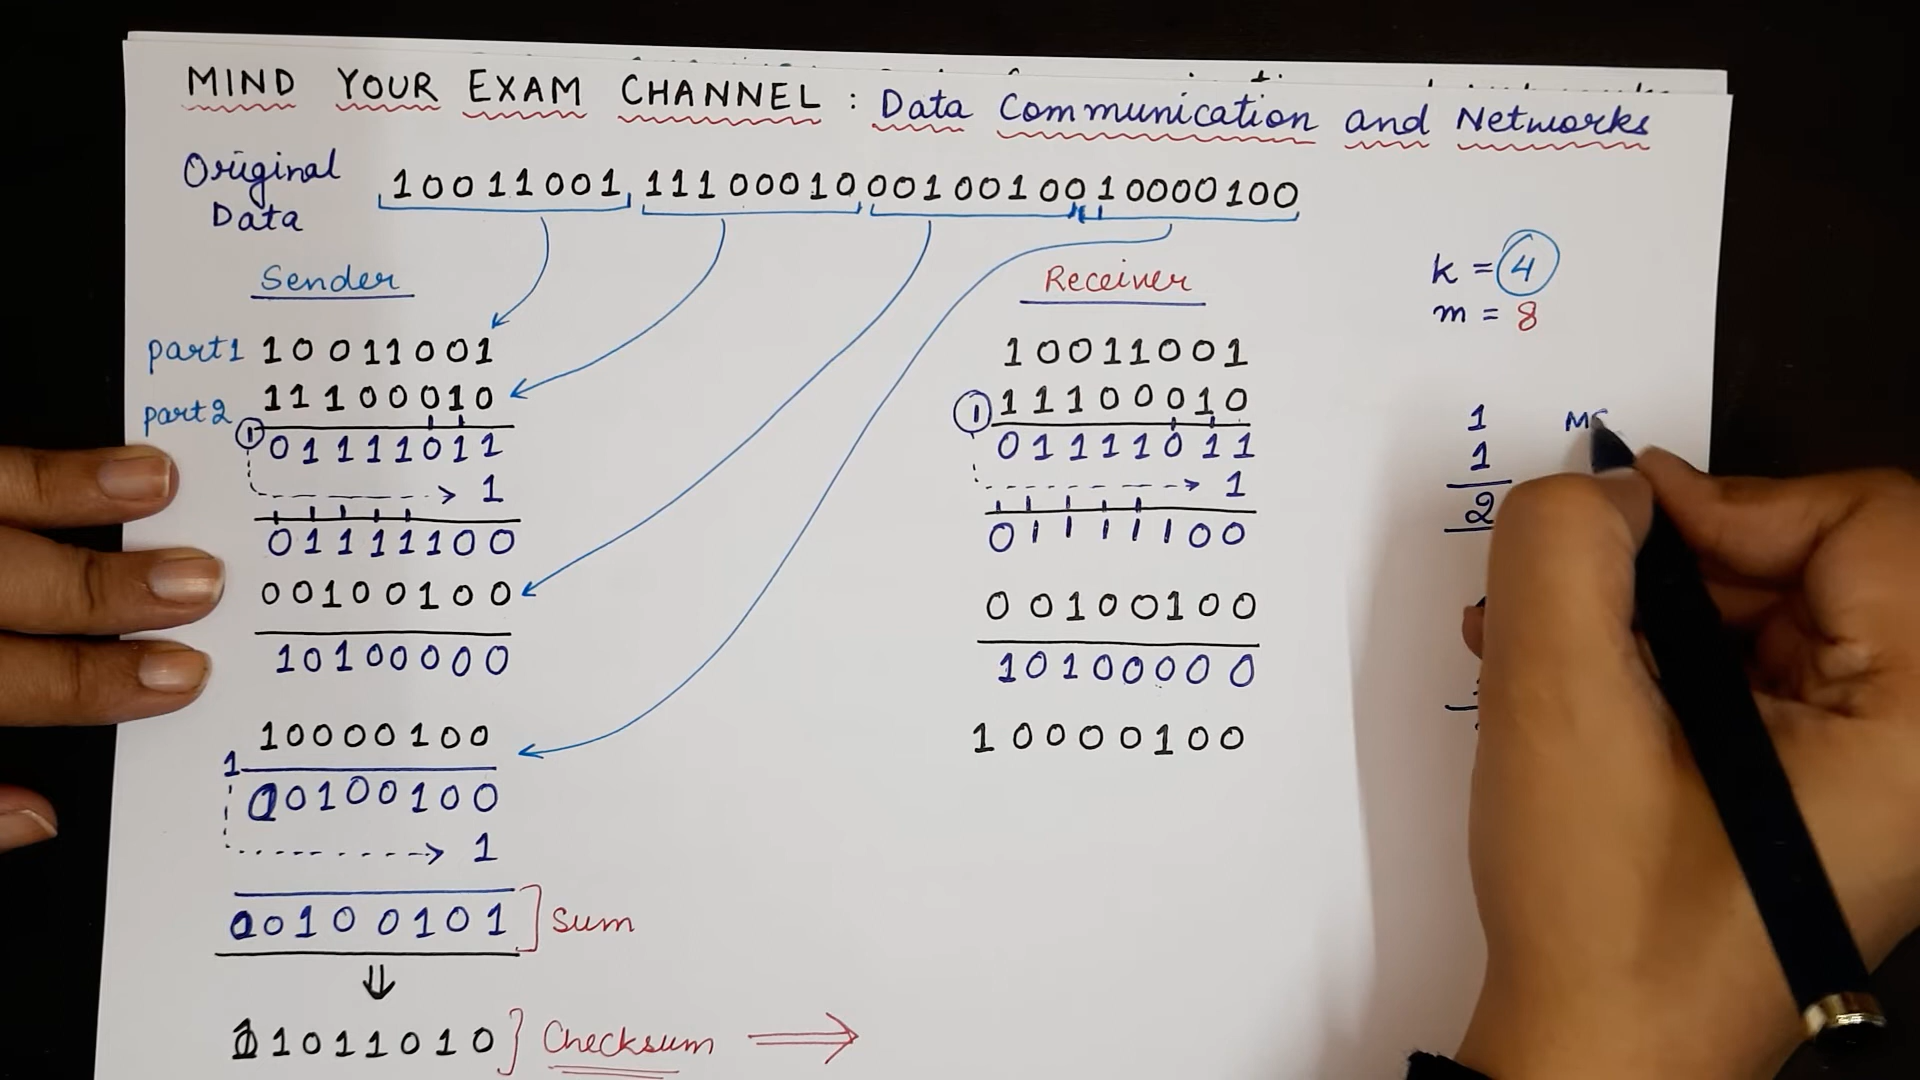 MIND YOUR EXAM CHANNEL : Data Communication and Networks
Original Data
10011001 11100010 00100100 10000100
Sender
part1 10011001
part2 11100010
1 01111011
1
01111100
00100100
10100000
10000100
1
00100100
1
00100101 Sum
11011010 Checksum
Receiver
10011001
1 11100010
01111011
1
01111100
00100100
10100000
10000100
k = 4
m = 8
1
1
2